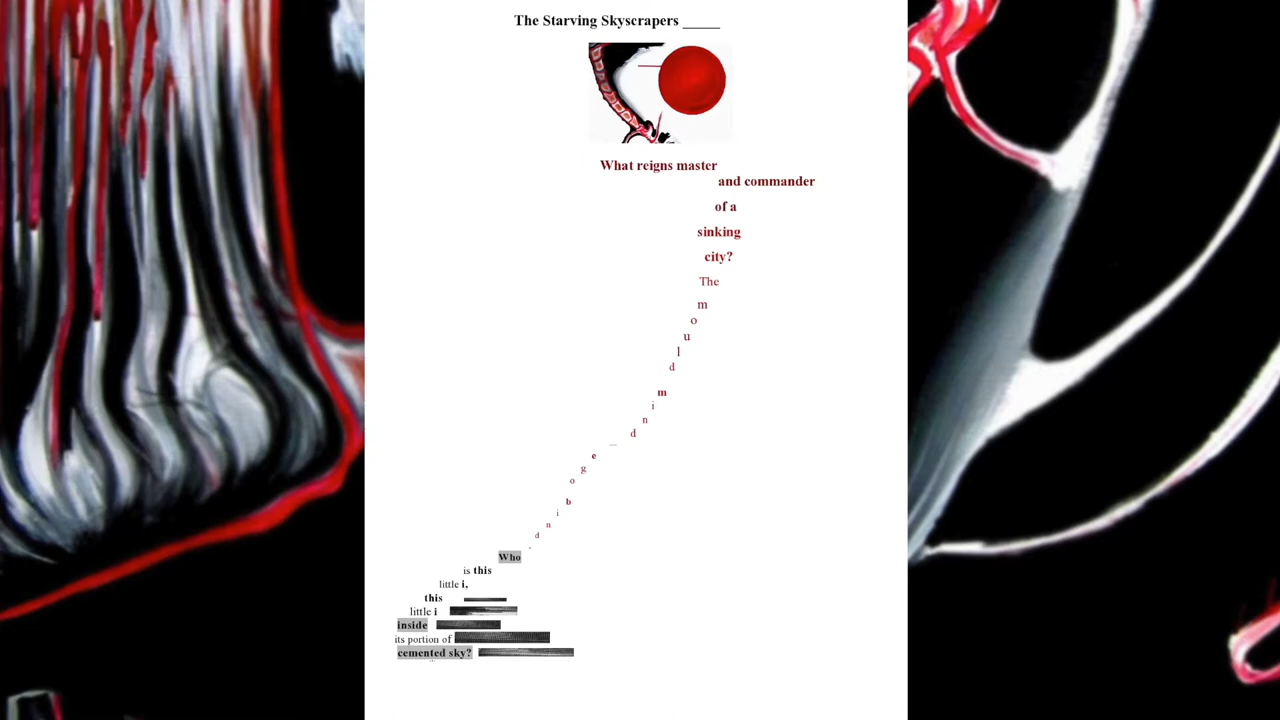 The Starving Skyscrapers _____
What reigns master
and commander
of a
sinking
city?
The
m
o
u
l
d
m
i
n
d
—
e
g
o
b
i
n
d
.
Who
is this
little i,
this
little i
inside
its portion of
cemented sky?